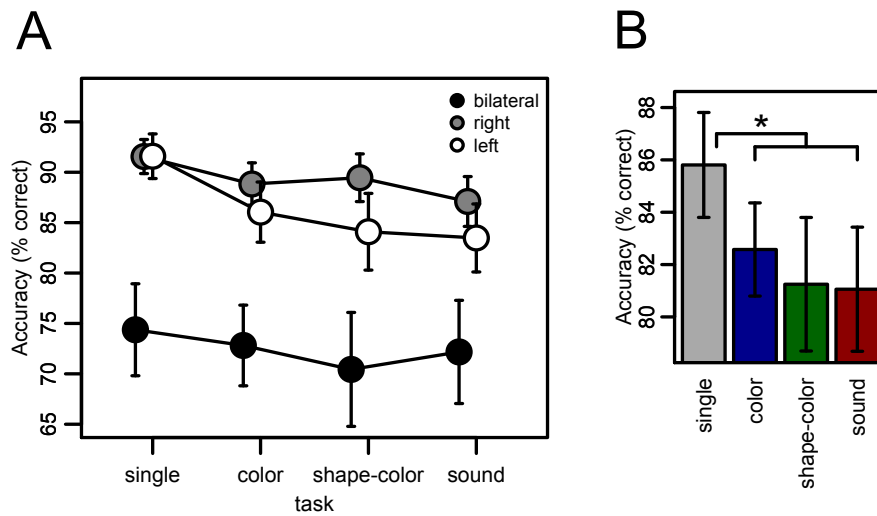 A
B
bilateral
right
left
Accuracy (% correct)
95
90
85
80
75
70
65
single
color
shape-color
sound
task
*
Accuracy (% correct)
88
86
84
82
80
single
color
shape-color
sound